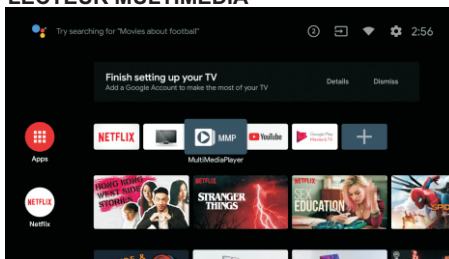 LECTEUR MULTIMEDIA
Try searching for "Movies about football"
2
2:56
Finish setting up your TV
Add a Google Account to make the most of your TV
Details
Dismiss
NETFLIX
MMP
YouTube
Google Play
Movies & TV
Apps
MultiMediaPlayer
NETFLIX
Netflix
HONG KONG
WEST SIDE
STORIES
NETFLIX
STRANGER
THINGS
NETFLIX
SEX
EDUCATION